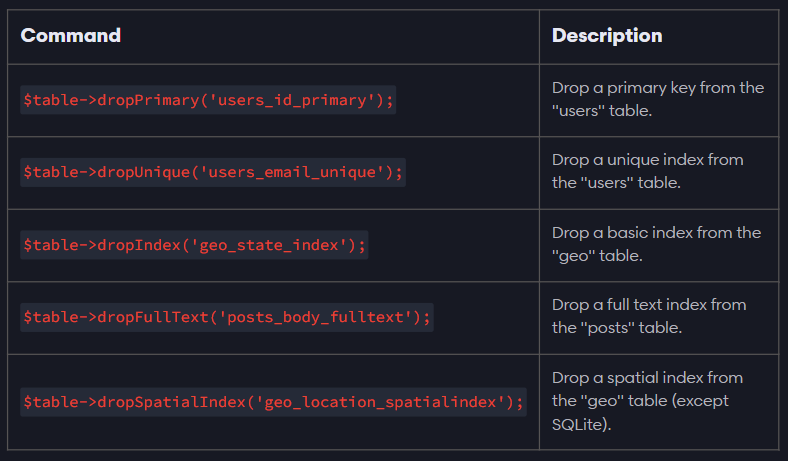 Command Description
$table->dropPrimary('users_id_primary'); Drop a primary key from the
"users" table.
$table->dropUnique('users_email_unique'); Drop a unique index from
the "users" table.
$table->dropIndex('geo_state_index'); Drop a basic index from the
"geo" table.
$table->dropFullText('posts_body_fulltext'); Drop a full text index from
the "posts" table.
$table->dropSpatialIndex('geo_location_spatialindex'); Drop a spatial index from
the "geo" table (except
SQLite).